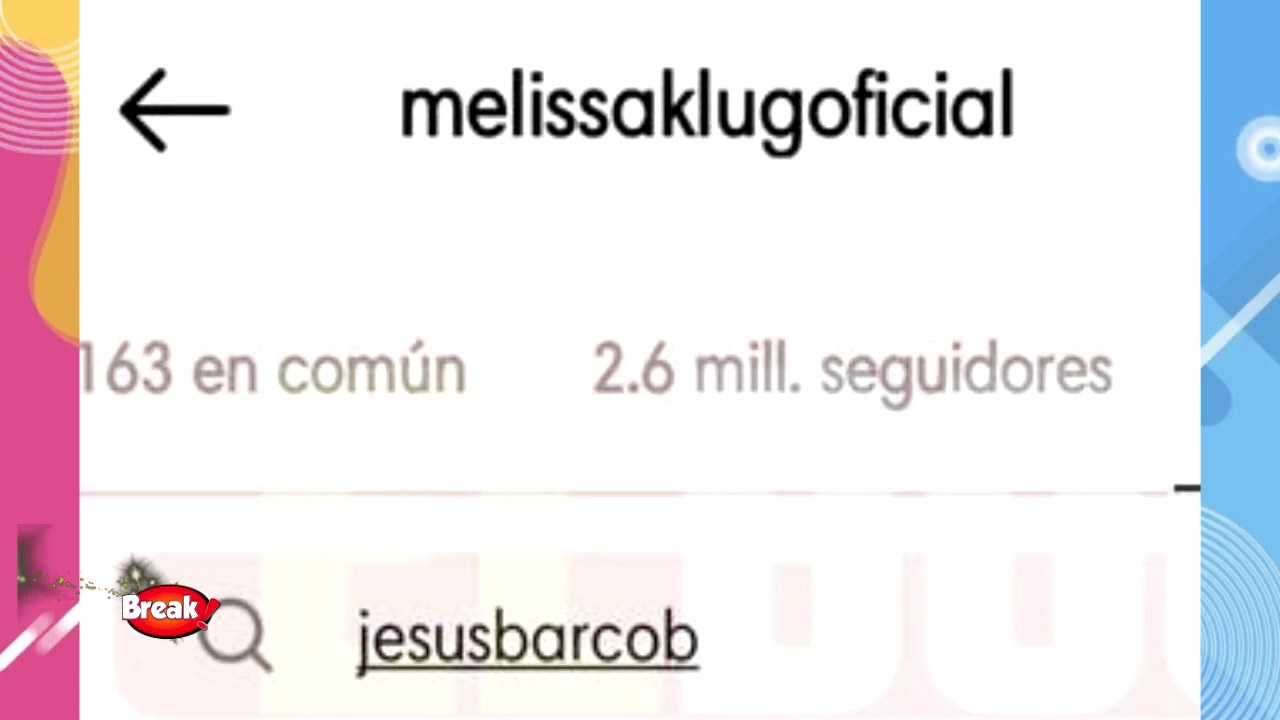 melissaklugoficial
163 en común 2.6 mill. seguidores
Break!
jesusbarcob